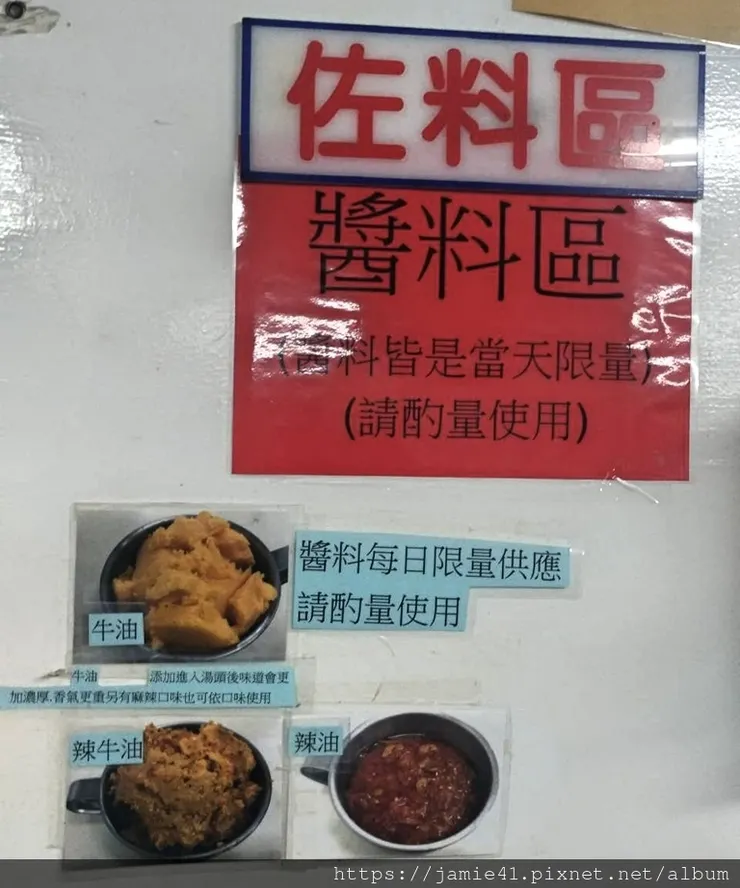 佐料區
醬料區
(醬料皆是當天限量)
(請酌量使用)
醬料每日限量供應
請酌量使用
牛油
牛油 添加進入湯頭後味道會更
加濃厚.香氣更重另有麻辣口味也可依口味使用
辣牛油
辣油
https://jamie41.pixnet.net/album